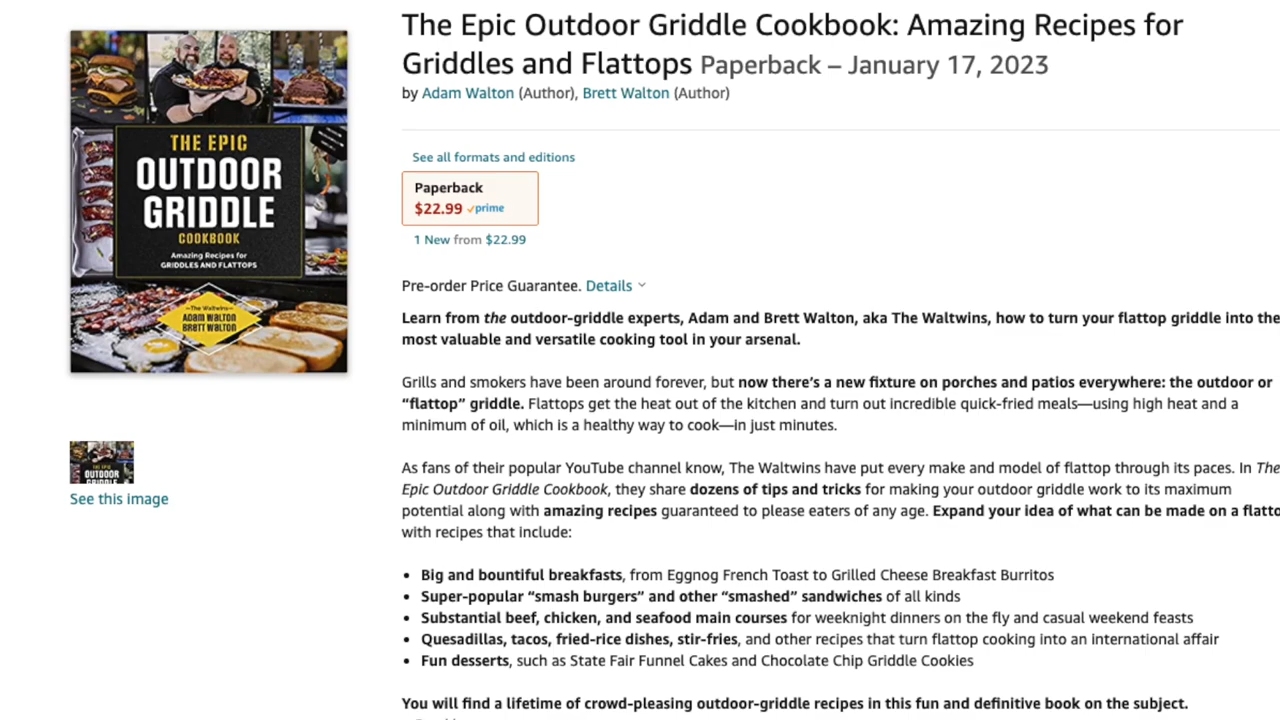 The Epic Outdoor Griddle Cookbook: Amazing Recipes for
Griddles and Flattops Paperback – January 17, 2023
by Adam Walton (Author), Brett Walton (Author)
THE EPIC
OUTDOOR
GRIDDLE
COOKBOOK
Amazing Recipes for
GRIDDLES AND FLATTOPS
The Waltwins
ADAM WALTON
BRETT WALTON
THE EPIC
OUTDOOR
See this image
See all formats and editions
Paperback
$22.99 prime
1 New from $22.99
Pre-order Price Guarantee. Details
Learn from the outdoor-griddle experts, Adam and Brett Walton, aka The Waltwins, how to turn your flattop griddle into the
most valuable and versatile cooking tool in your arsenal.
Grills and smokers have been around forever, but now there's a new fixture on porches and patios everywhere: the outdoor or
“flattop” griddle. Flattops get the heat out of the kitchen and turn out incredible quick-fried meals—using high heat and a
minimum of oil, which is a healthy way to cook—in just minutes.
As fans of their popular YouTube channel know, The Waltwins have put every make and model of flattop through its paces. In The
Epic Outdoor Griddle Cookbook, they share dozens of tips and tricks for making your outdoor griddle work to its maximum
potential along with amazing recipes guaranteed to please eaters of any age. Expand your idea of what can be made on a flatto
with recipes that include:
• Big and bountiful breakfasts, from Eggnog French Toast to Grilled Cheese Breakfast Burritos
• Super-popular “smash burgers” and other “smashed” sandwiches of all kinds
• Substantial beef, chicken, and seafood main courses for weeknight dinners on the fly and casual weekend feasts
• Quesadillas, tacos, fried-rice dishes, stir-fries, and other recipes that turn flattop cooking into an international affair
• Fun desserts, such as State Fair Funnel Cakes and Chocolate Chip Griddle Cookies
You will find a lifetime of crowd-pleasing outdoor-griddle recipes in this fun and definitive book on the subject.